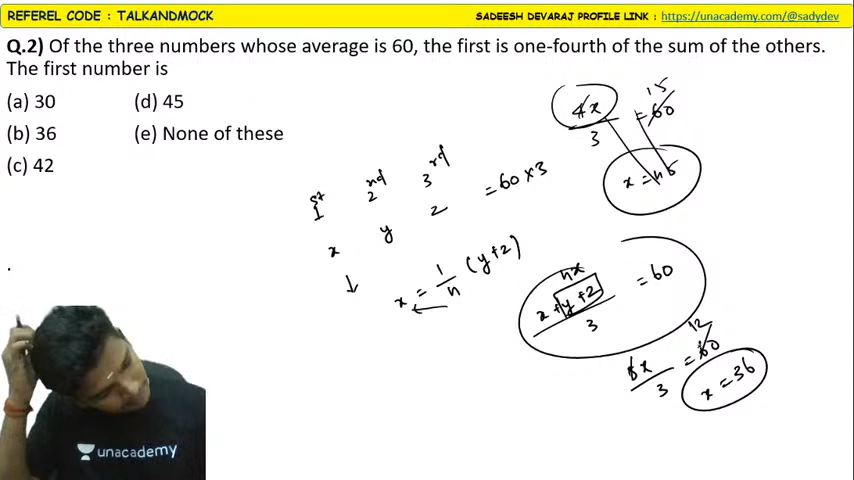 REFEREL CODE : TALKANDMOCK
SADEESH DEVARAJ PROFILE LINK : https://unacademy.com/@sadydev
Q.2) Of the three numbers whose average is 60, the first is one-fourth of the sum of the others.
The first number is
(a) 30 (d) 45
(b) 36 (e) None of these
(c) 42
4x/3 = 60
15
x = 45
1st 2nd 3rd
x y z = 60 x 3
x = 1/4 (y+z)
4x
x + y + z / 3 = 60
5x/3 = 60
12
x = 36
unacademy